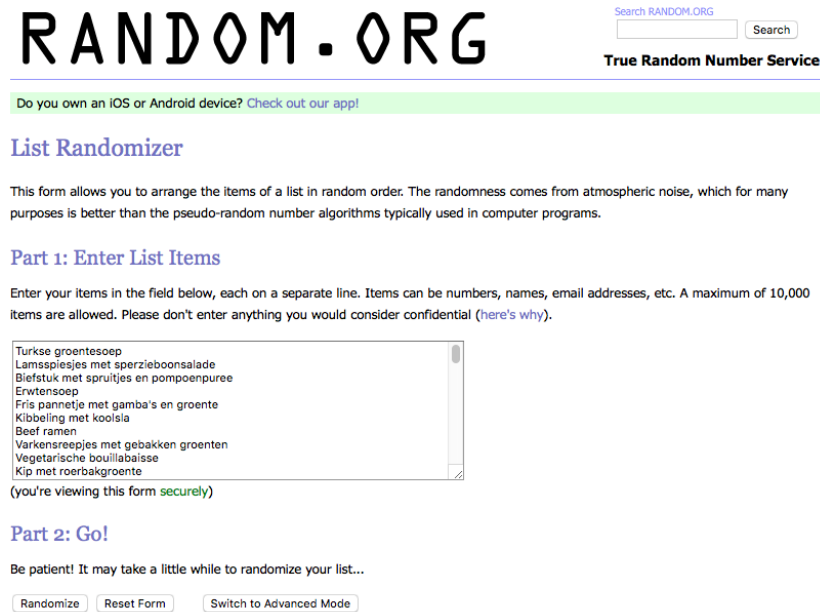 Search RANDOM.ORG
RANDOM.ORG
Search
True Random Number Service
Do you own an iOS or Android device? Check out our app!
List Randomizer
This form allows you to arrange the items of a list in random order. The randomness comes from atmospheric noise, which for many
purposes is better than the pseudo-random number algorithms typically used in computer programs.
Part 1: Enter List Items
Enter your items in the field below, each on a separate line. Items can be numbers, names, email addresses, etc. A maximum of 10,000
items are allowed. Please don't enter anything you would consider confidential (here's why).
Turkse groentesoep
Lamsspiesjes met sperzieboonsalade
Biefstuk met spruitjes en pompoenpuree
Erwtensoep
Fris pannetje met gamba's en groente
Kibbeling met koolsla
Beef ramen
Varkensreepjes met gebakken groenten
Vegetarische bouillabaisse
Kip met roerbakgroente
(you're viewing this form securely)
Part 2: Go!
Be patient! It may take a little while to randomize your list...
Randomize Reset Form Switch to Advanced Mode